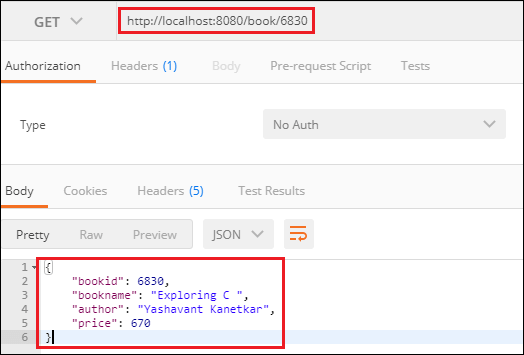 GET http://localhost:8080/book/6830
Authorization Headers (1) Body Pre-request Script Tests
Type No Auth
Body Cookies Headers (5) Test Results
Pretty Raw Preview JSON
1 {
2 "bookid": 6830,
3 "bookname": "Exploring C ",
4 "author": "Yashavant Kanetkar",
5 "price": 670
6 }